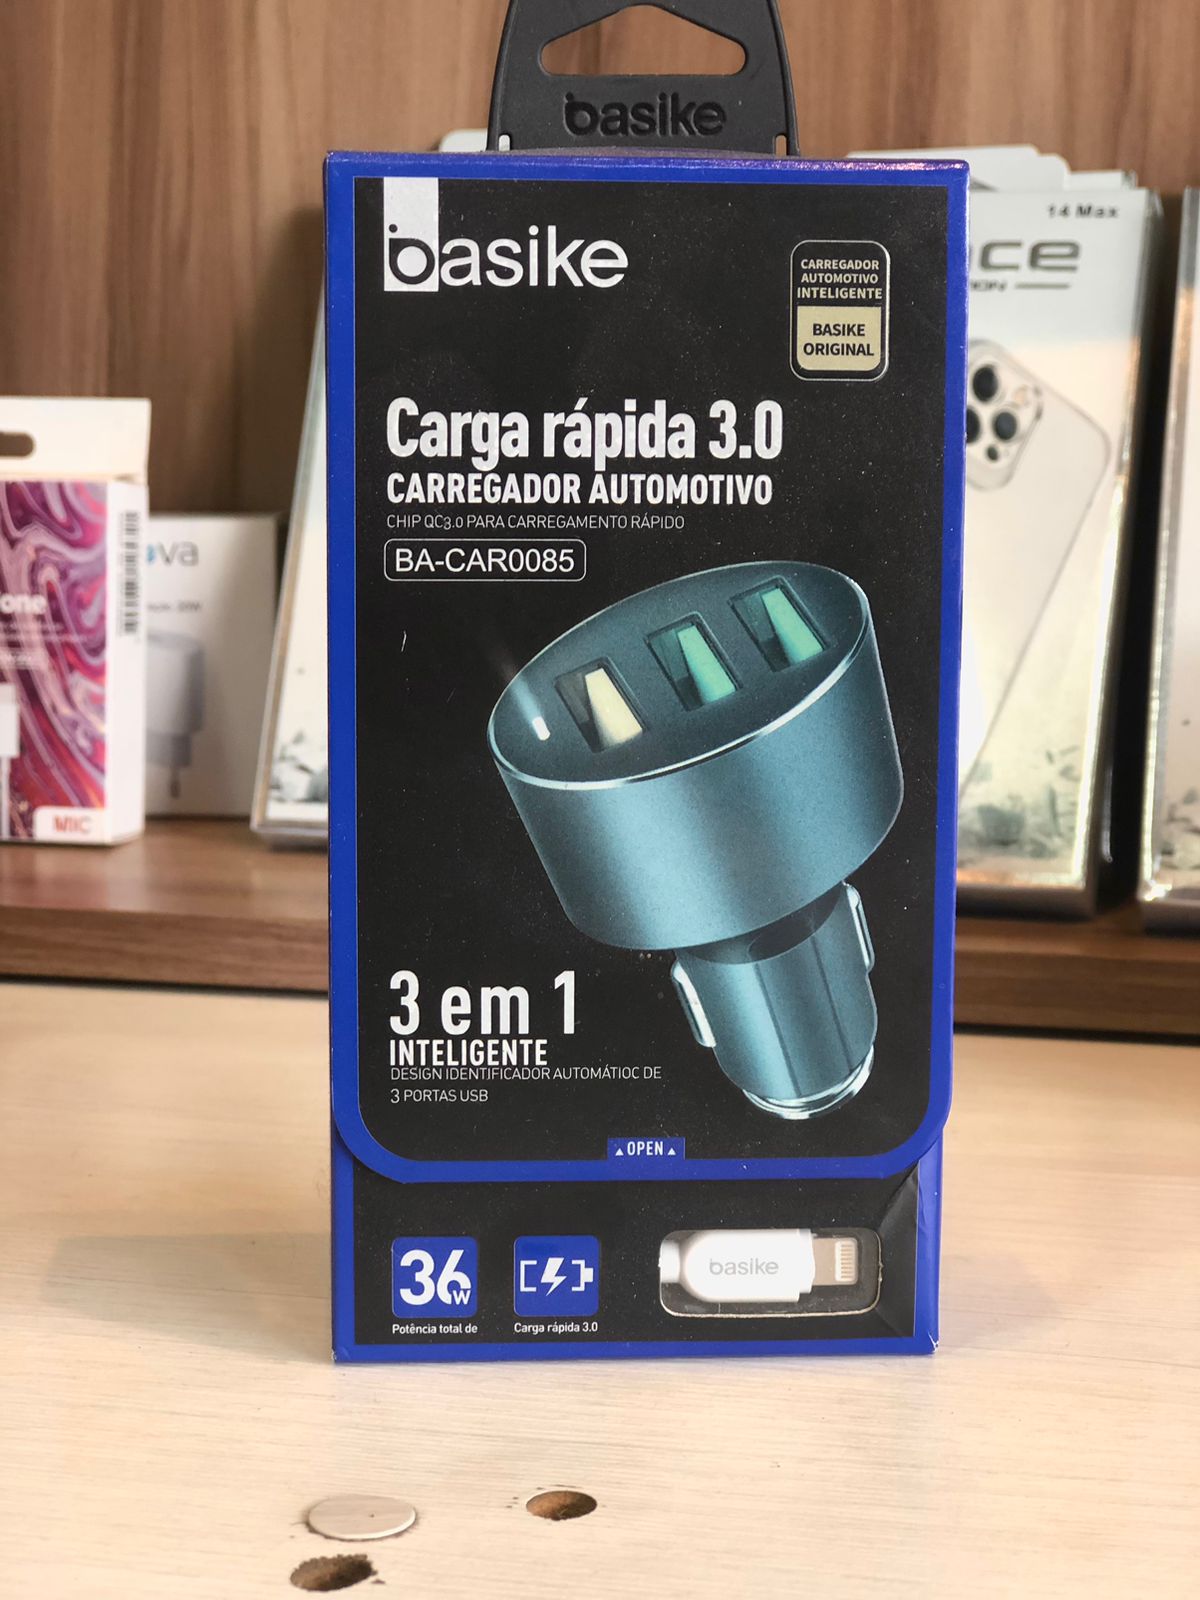 basike
basike
CARREGADOR
AUTOMOTIVO
INTELIGENTE
BASIKE
ORIGINAL
Carga rápida 3.0
CARREGADOR AUTOMOTIVO
CHIP QC3.0 PARA CARREGAMENTO RÁPIDO
BA-CAR0085
3 em 1
INTELIGENTE
DESIGN IDENTIFICADOR AUTOMÁTIOC DE
3 PORTAS USB
▲OPEN▲
36W
Potência total de
Carga rápida 3.0
basike
14 Max
MIC